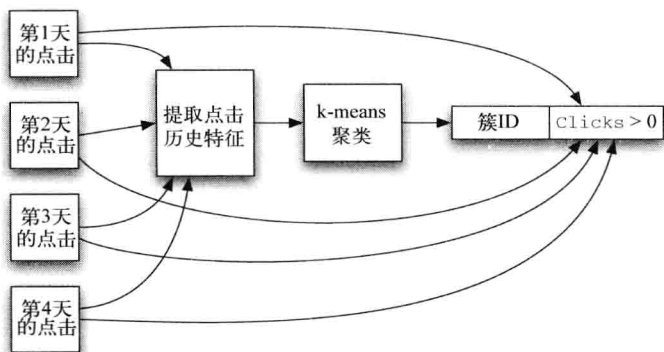 第1天
的点击
第2天
的点击
第3天
的点击
第4天
的点击
提取点击
历史特征
k-means
聚类
簇ID
Clicks > 0